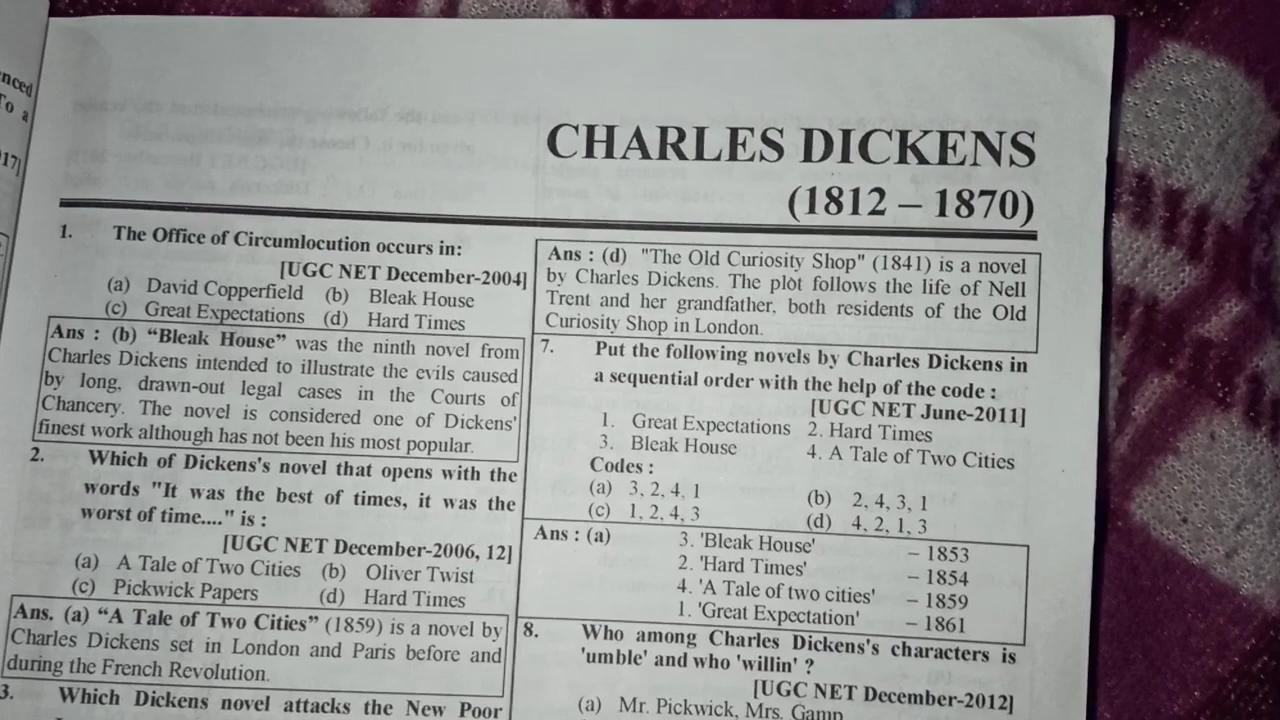 enced
To a
17]
CHARLES DICKENS
(1812 – 1870)
1. The Office of Circumlocution occurs in:
[UGC NET December-2004]
(a) David Copperfield (b) Bleak House
(c) Great Expectations (d) Hard Times
Ans : (b) “Bleak House” was the ninth novel from
Charles Dickens intended to illustrate the evils caused
by long, drawn-out legal cases in the Courts of
Chancery. The novel is considered one of Dickens'
finest work although has not been his most popular.
2. Which of Dickens's novel that opens with the
words "It was the best of times, it was the
worst of time...." is :
[UGC NET December-2006, 12]
(a) A Tale of Two Cities (b) Oliver Twist
(c) Pickwick Papers (d) Hard Times
Ans. (a) “A Tale of Two Cities” (1859) is a novel by
Charles Dickens set in London and Paris before and
during the French Revolution.
3. Which Dickens novel attacks the New Poor
Ans : (d) "The Old Curiosity Shop" (1841) is a novel
by Charles Dickens. The plot follows the life of Nell
Trent and her grandfather, both residents of the Old
Curiosity Shop in London.
7. Put the following novels by Charles Dickens in
a sequential order with the help of the code :
[UGC NET June-2011]
1. Great Expectations 2. Hard Times
3. Bleak House 4. A Tale of Two Cities
Codes :
(a) 3, 2, 4, 1 (b) 2, 4, 3, 1
(c) 1, 2, 4, 3 (d) 4, 2, 1, 3
Ans : (a) 3. 'Bleak House' – 1853
2. 'Hard Times' – 1854
4. 'A Tale of two cities' – 1859
1. 'Great Expectation' – 1861
8. Who among Charles Dickens's characters is
'umble' and who 'willin' ?
[UGC NET December-2012]
(a) Mr. Pickwick, Mrs. Gamp